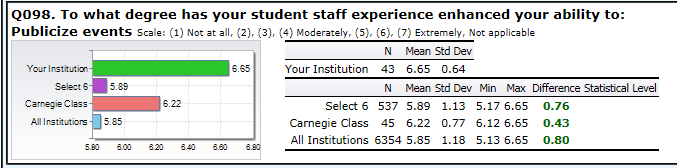 Q098. To what degree has your student staff experience enhanced your ability to:
Publicize events Scale: (1) Not at all, (2), (3), (4) Moderately, (5), (6), (7) Extremely, Not applicable
Your Institution 6.65
Select 6 5.89
Carnegie Class 6.22
All Institutions 5.85
5.80 6.00 6.20 6.40 6.60 6.80
N Mean Std Dev
Your Institution 43 6.65 0.64
N Mean Std Dev Min Max Difference Statistical Level
Select 6 537 5.89 1.13 5.17 6.65 0.76
Carnegie Class 45 6.22 0.77 6.12 6.65 0.43
All Institutions 6354 5.85 1.18 5.13 6.65 0.80